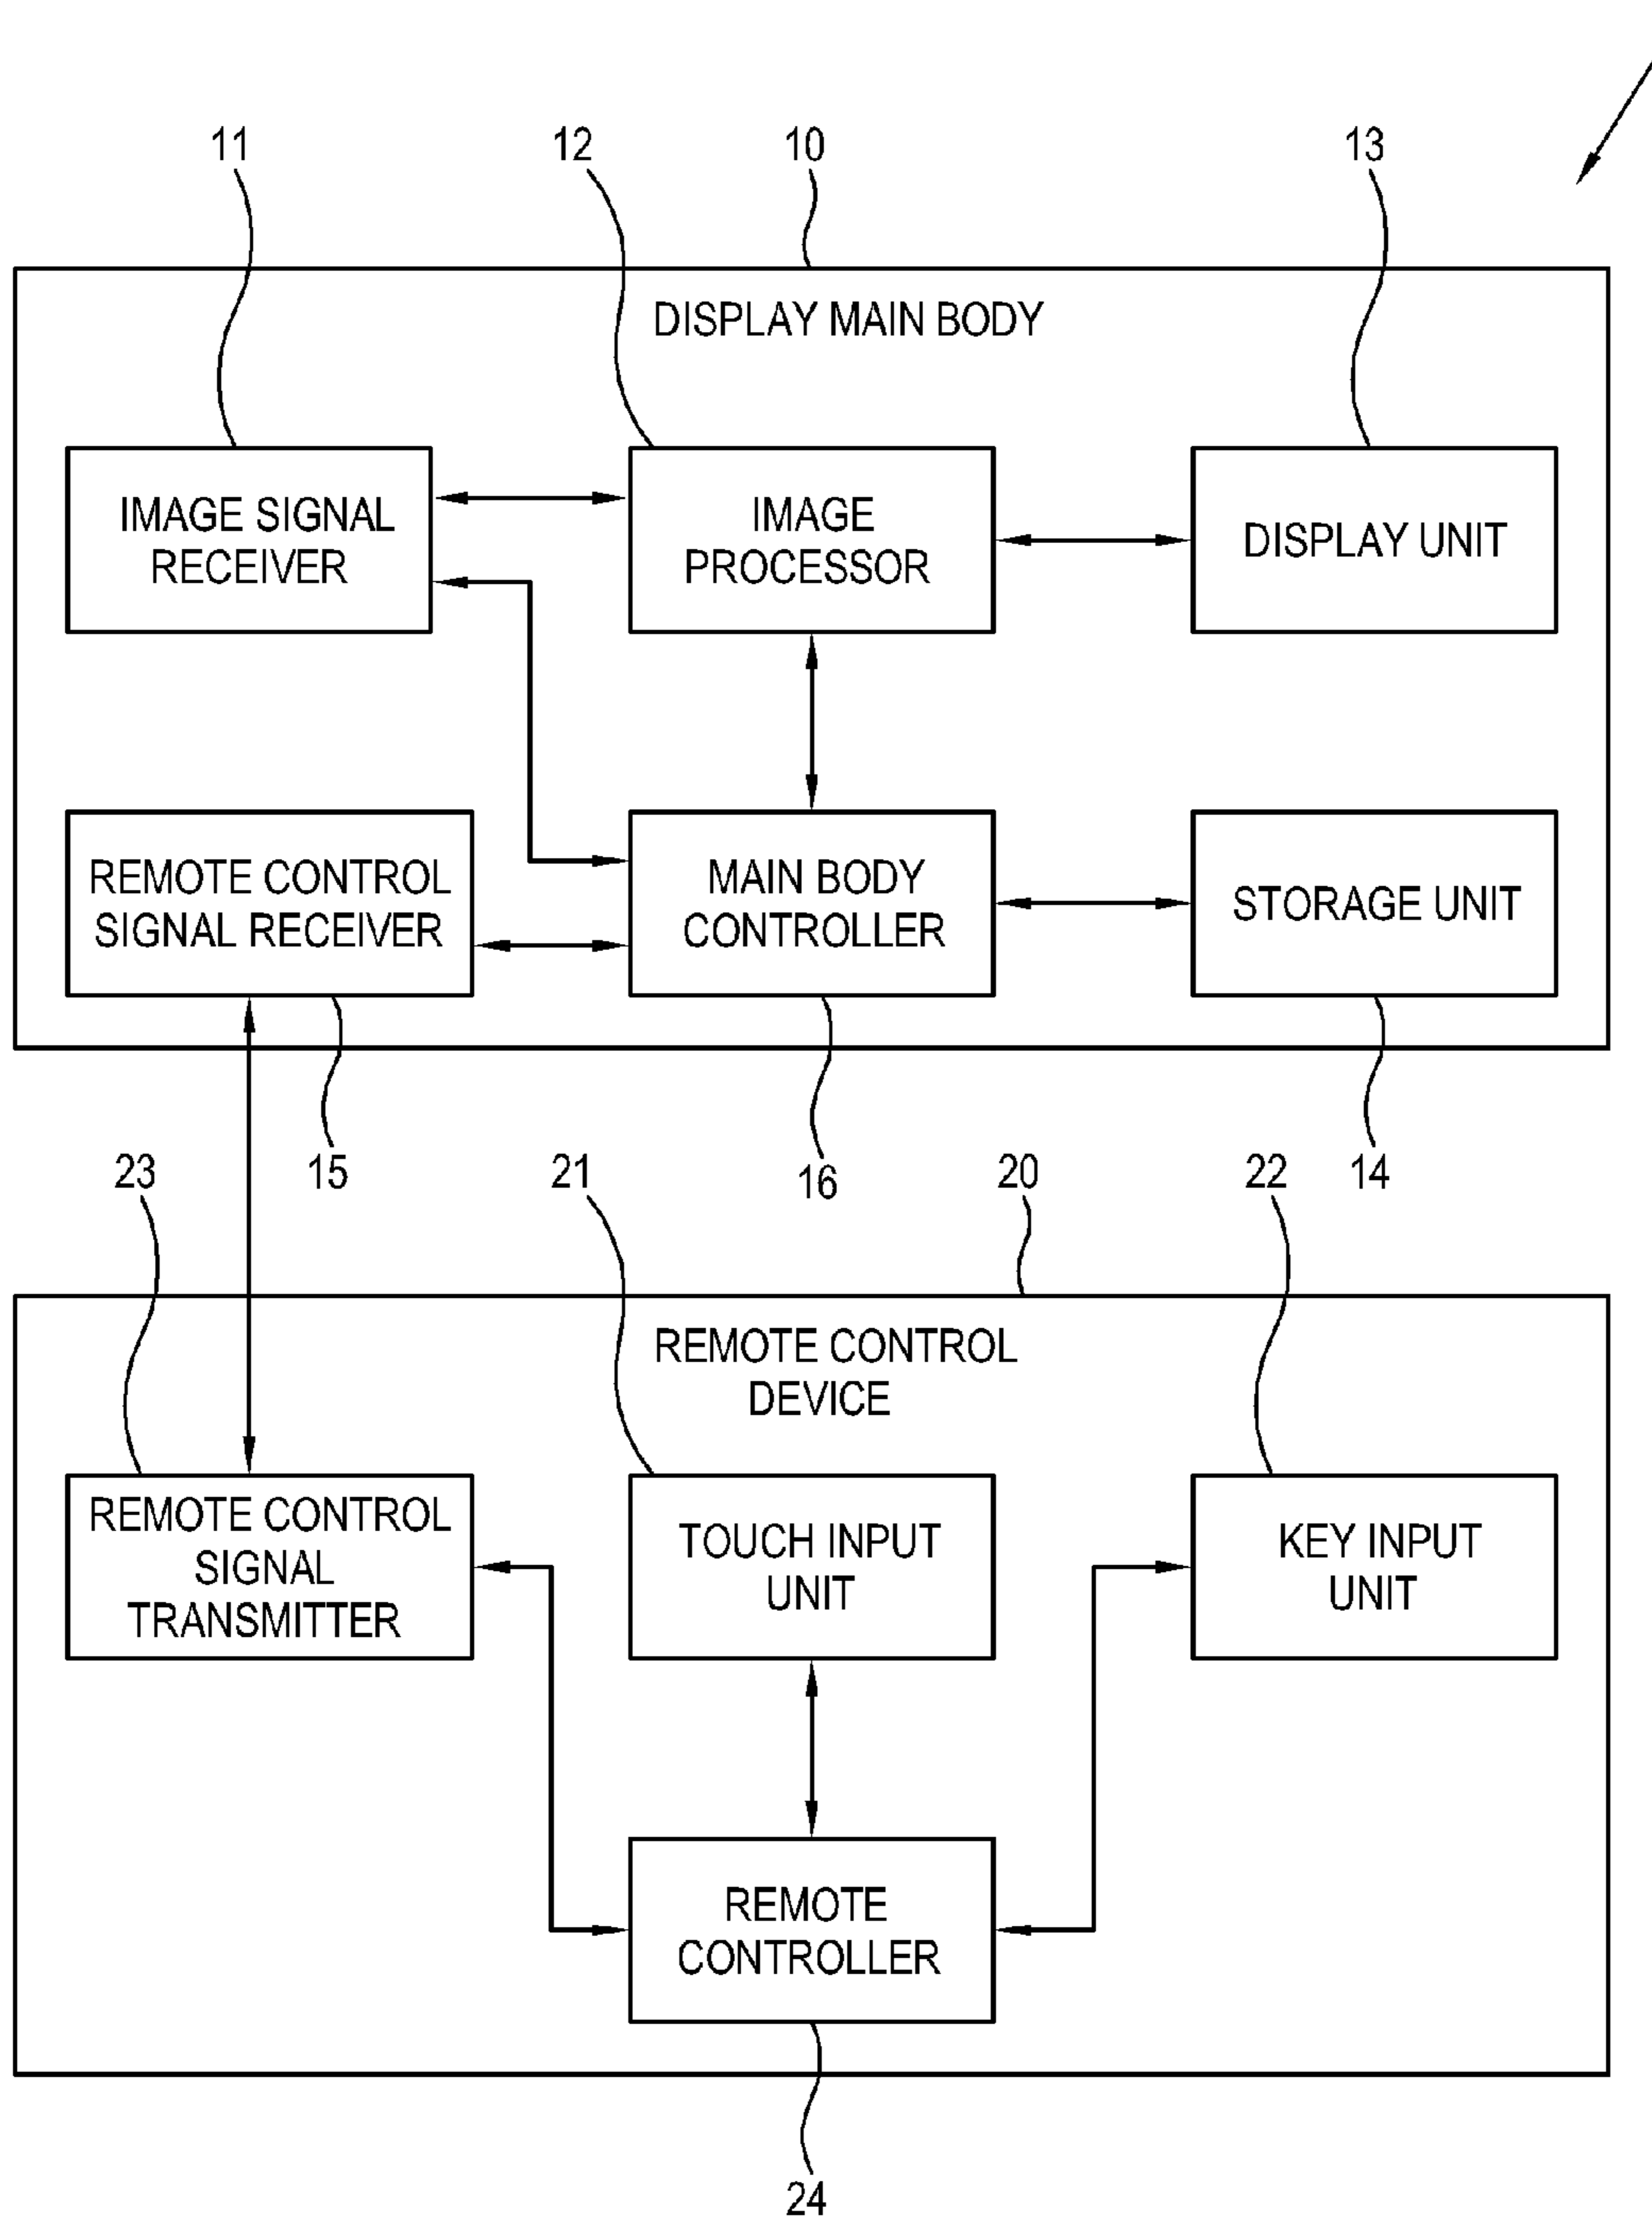 11
12
10
13
DISPLAY MAIN BODY
IMAGE SIGNAL
RECEIVER
IMAGE
PROCESSOR
DISPLAY UNIT
REMOTE CONTROL
SIGNAL RECEIVER
MAIN BODY
CONTROLLER
STORAGE UNIT
15
16
14
23
21
20
22
REMOTE CONTROL
DEVICE
REMOTE CONTROL
SIGNAL
TRANSMITTER
TOUCH INPUT
UNIT
KEY INPUT
UNIT
REMOTE
CONTROLLER
24